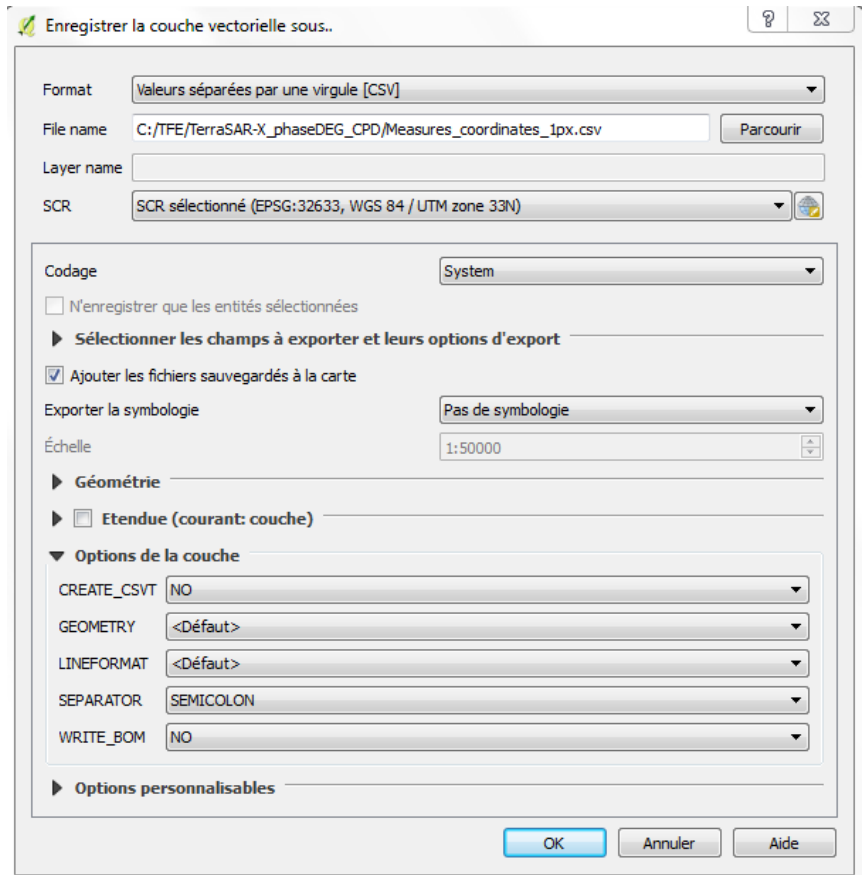 Enregistrer la couche vectorielle sous..
Format Valeurs séparées par une virgule [CSV]
File name C:/TFE/TerraSAR-X_phaseDEG_CPD/Measures_coordinates_1px.csv Parcourir
Layer name
SCR SCR sélectionné (EPSG:32633, WGS 84 / UTM zone 33N)
Codage System
N'enregistrer que les entités sélectionnées
Sélectionner les champs à exporter et leurs options d'export
Ajouter les fichiers sauvegardés à la carte
Exporter la symbologie Pas de symbologie
Échelle 1:50000
Géométrie
Etendue (courant: couche)
Options de la couche
CREATE_CSVT NO
GEOMETRY <Défaut>
LINEFORMAT <Défaut>
SEPARATOR SEMICOLON
WRITE_BOM NO
Options personnalisables
OK Annuler Aide